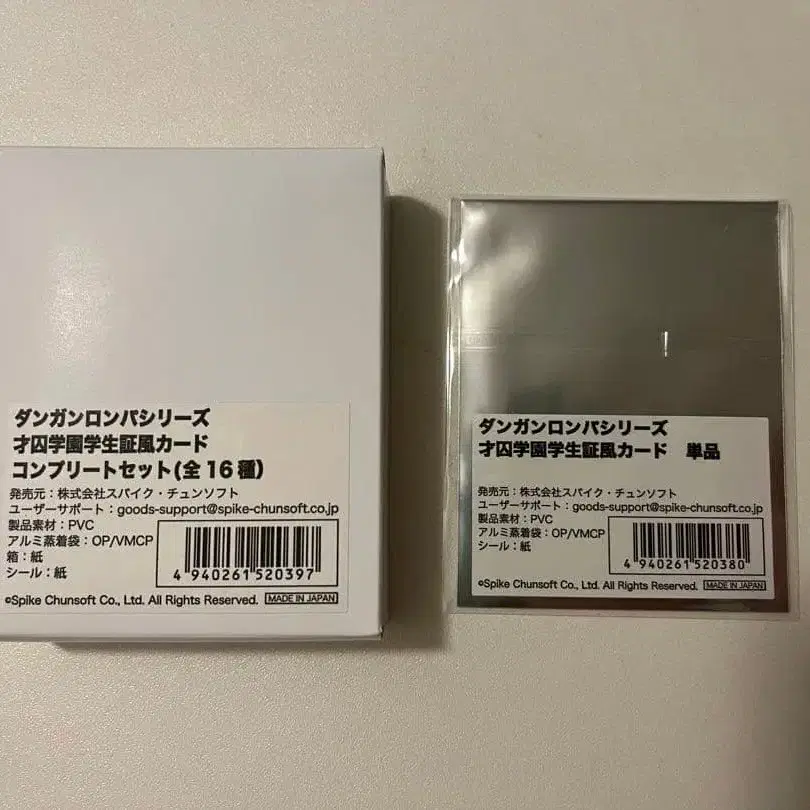 ダンガンロンパシリーズ
才囚学園学生証風カード
コンプリートセット(全16種)
発売元：株式会社スパイク・チュンソフト
ユーザーサポート：goods-support@spike-chunsoft.co.jp
製品素材：PVC
アルミ蒸着袋：OP/VMCP
箱：紙
シール：紙
4 940261 520397
©Spike Chunsoft Co., Ltd. All Rights Reserved. MADE IN JAPAN
ダンガンロンパシリーズ
才囚学園学生証風カード 単品
発売元：株式会社スパイク・チュンソフト
ユーザーサポート：goods-support@spike-chunsoft.co.jp
製品素材：PVC
アルミ蒸着袋：OP/VMCP
シール：紙
4 940261 520380
©Spike Chunsoft Co., Ltd. All Rights Reserved. MADE IN JAPAN